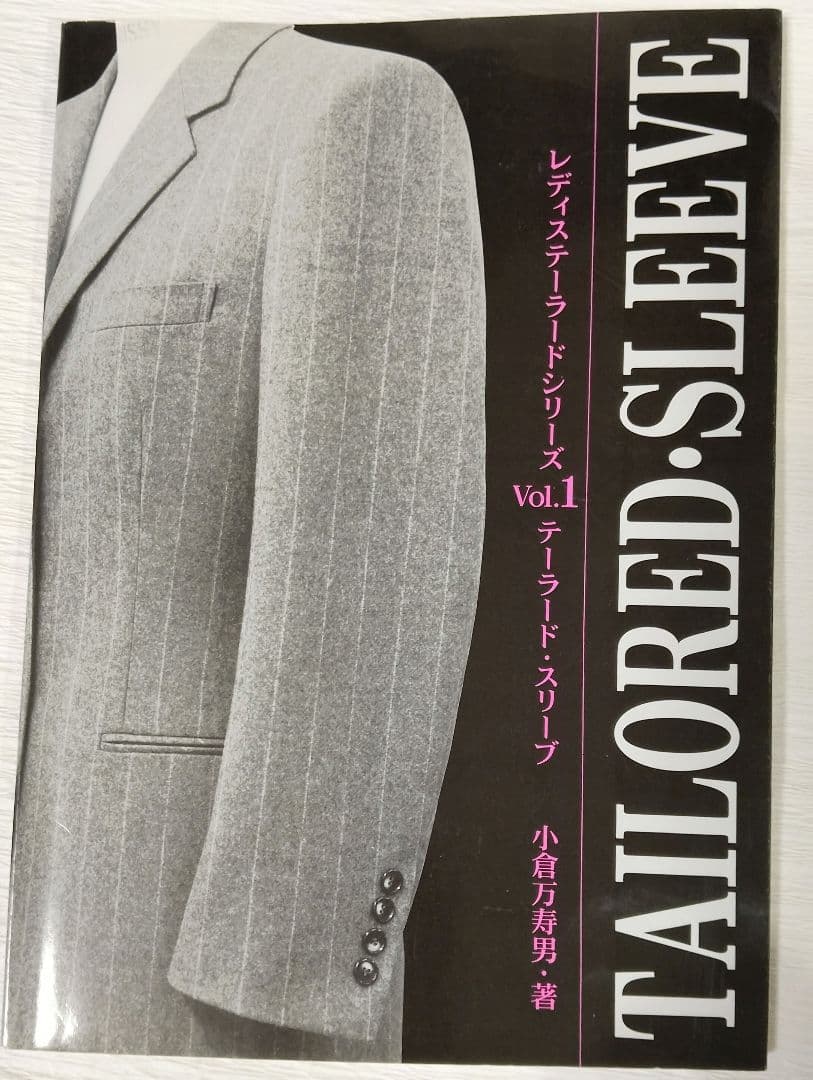 TAILORED・SLEEVE
レディステーラードシリーズ Vol.1 テーラード・スリーブ 小倉万寿男・著